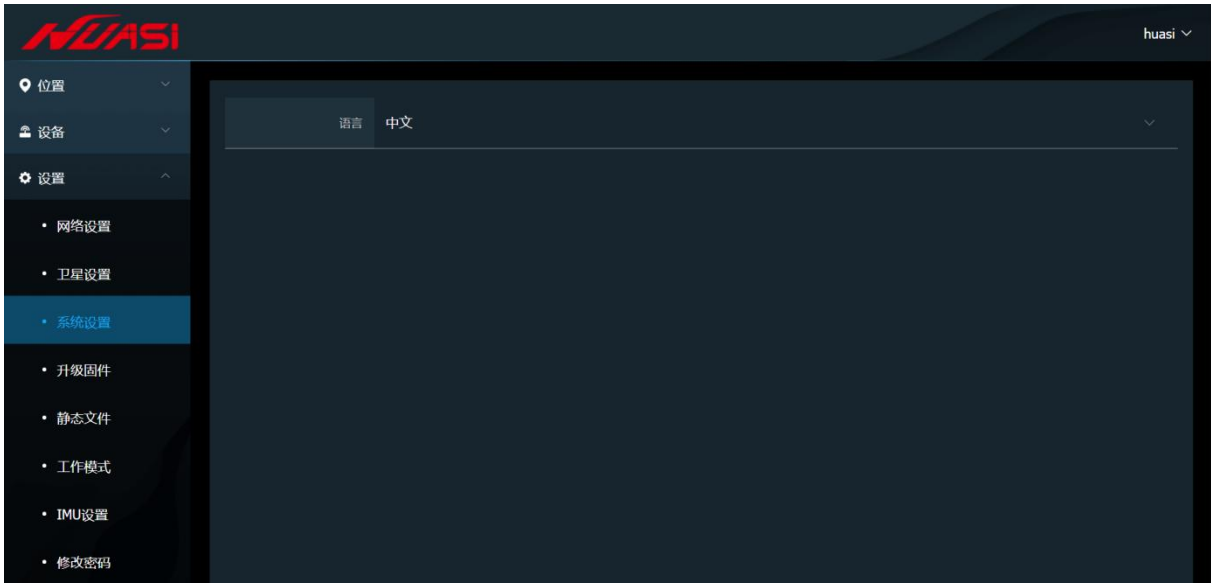 HUASI
huasi
位置
设备
设置
网络设置
卫星设置
系统设置
升级固件
静态文件
工作模式
IMU设置
修改密码
语言 中文